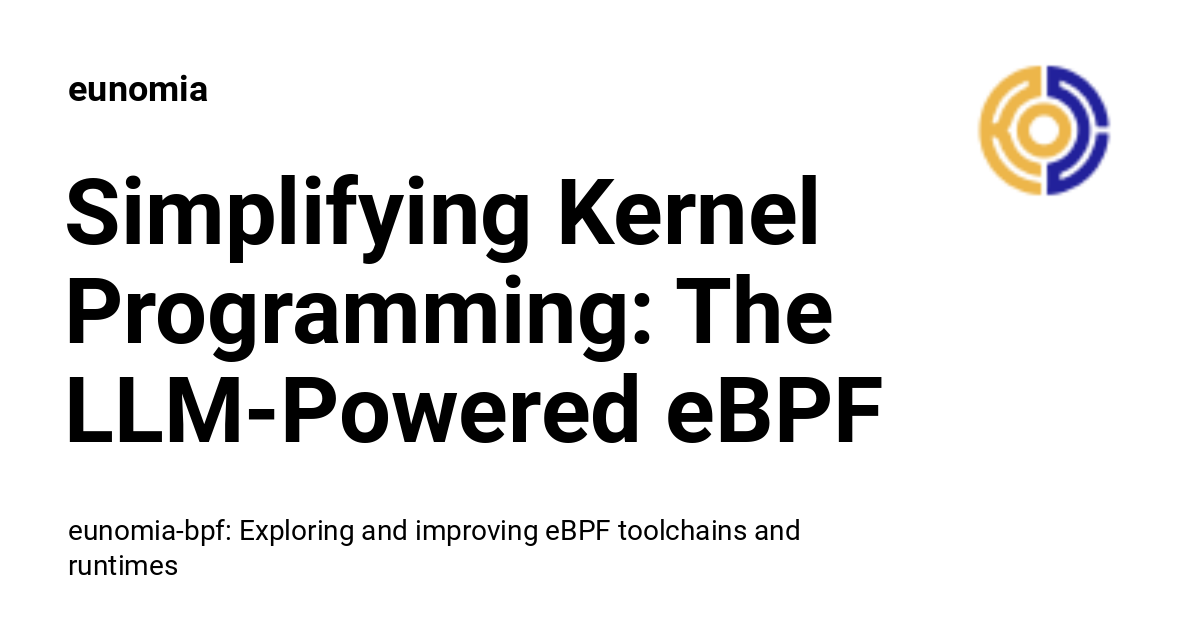 eunomia
Simplifying Kernel
Programming: The
LLM-Powered eBPF
eunomia-bpf: Exploring and improving eBPF toolchains and
runtimes